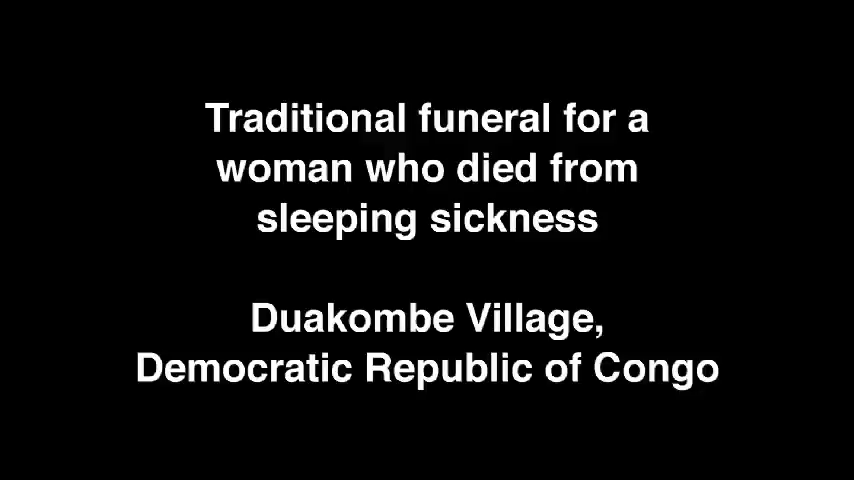 Traditional funeral for a
woman who died from
sleeping sickness
Duakombe Village,
Democratic Republic of Congo